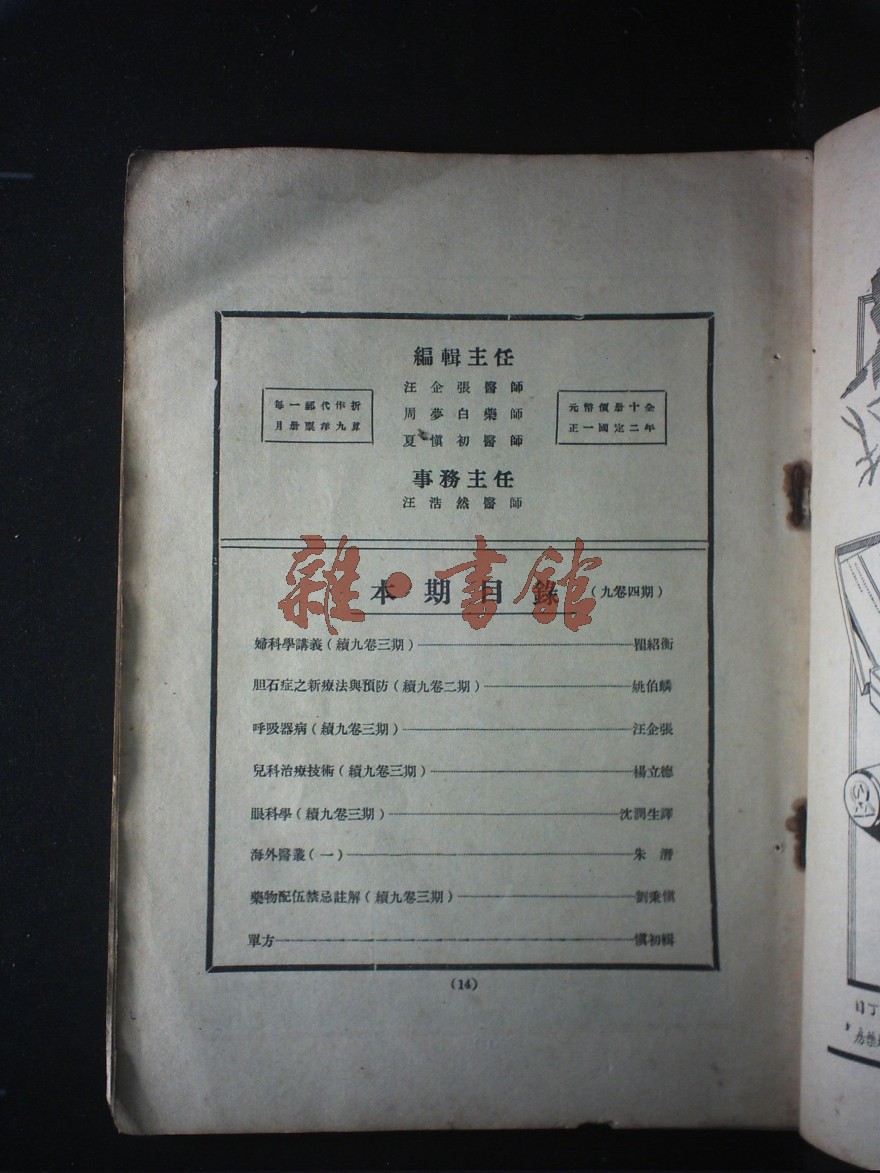 編輯主任
汪企張醫師
周夢白藥師
夏慎初醫師
每一郵代作折
月册票洋九算
全十册價幣元
年二定國一正
事務主任
汪浩然醫師
雜·書館
本期目錄（九卷四期）
婦科學講義（續九卷三期）瞿紹衡
胆石症之新療法與預防（續九卷二期）姚伯麟
呼吸器病（續九卷三期）汪企張
兒科治療技術（續九卷三期）楊立德
眼科學（續九卷三期）沈潤生譯
海外醫叢（一）朱潛
藥物配伍禁忌註解（續九卷三期）劉秉慎
單方 慎初輯
(14)